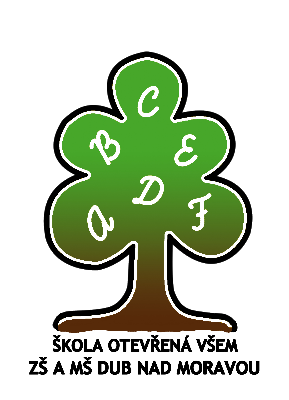 C
B E
D
A F
ŠKOLA OTEVŘENÁ VŠEM
ZŠ A MŠ DUB NAD MORAVOU